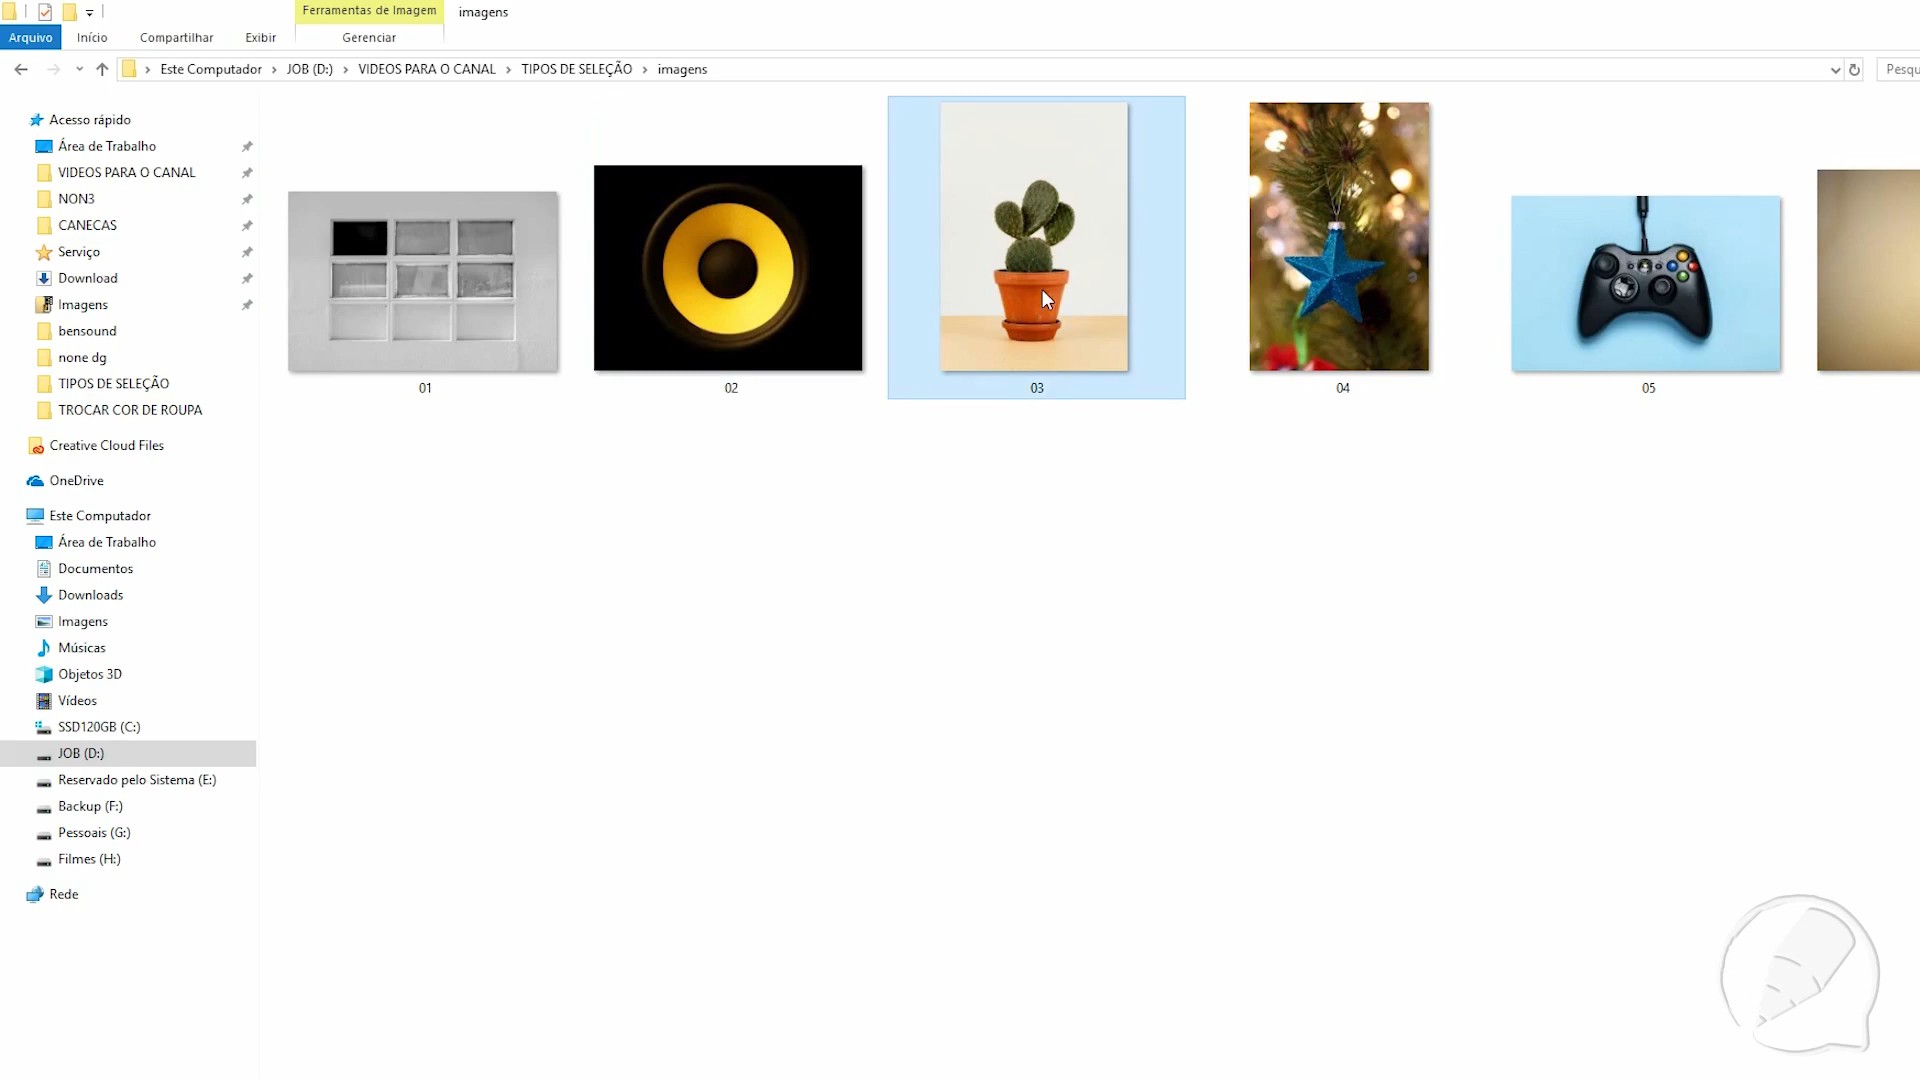 Ferramentas de Imagem
imagens
Arquivo
Início
Compartilhar
Exibir
Gerenciar
Este Computador
JOB (D:)
VIDEOS PARA O CANAL
TIPOS DE SELEÇÃO
imagens
Pesqu
Acesso rápido
Área de Trabalho
VIDEOS PARA O CANAL
NON3
CANECAS
Serviço
Download
Imagens
bensound
none dg
TIPOS DE SELEÇÃO
TROCAR COR DE ROUPA
Creative Cloud Files
OneDrive
Este Computador
Área de Trabalho
Documentos
Downloads
Imagens
Músicas
Objetos 3D
Vídeos
SSD120GB (C:)
JOB (D:)
Reservado pelo Sistema (E:)
Backup (F:)
Pessoais (G:)
Filmes (H:)
Rede
01
02
03
04
05